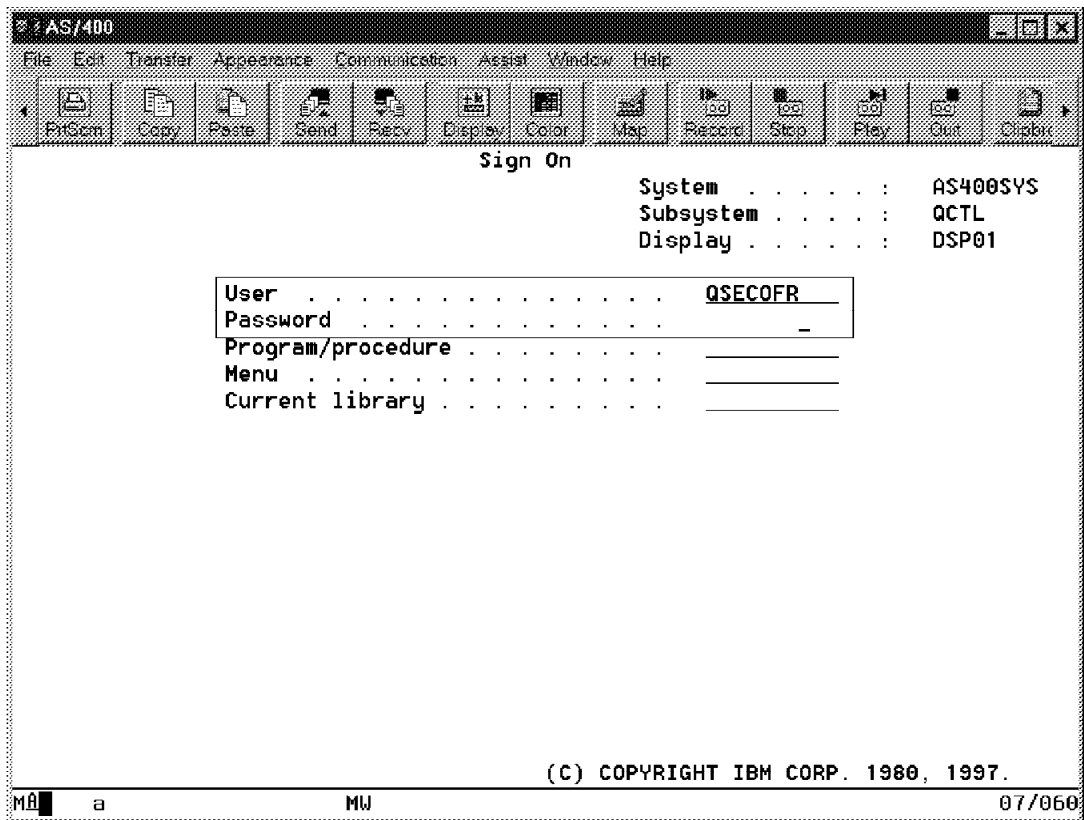 AS/400
File Edit Transfer Appearance Communication Assist Window Help
PrtScrn Copy Paste Send Recv Display Color Map Record Stop Play Quit Clipbrd
Sign On
System . . . . . : AS400SYS
Subsystem . . . . : QCTL
Display . . . . . : DSP01
User . . . . . . . . . . . . . . QSECOFR
Password . . . . . . . . . . . .
Program/procedure . . . . . . . .
Menu . . . . . . . . . . . . . .
Current library . . . . . . . . .
(C) COPYRIGHT IBM CORP. 1980, 1997.
MA a MW 07/060